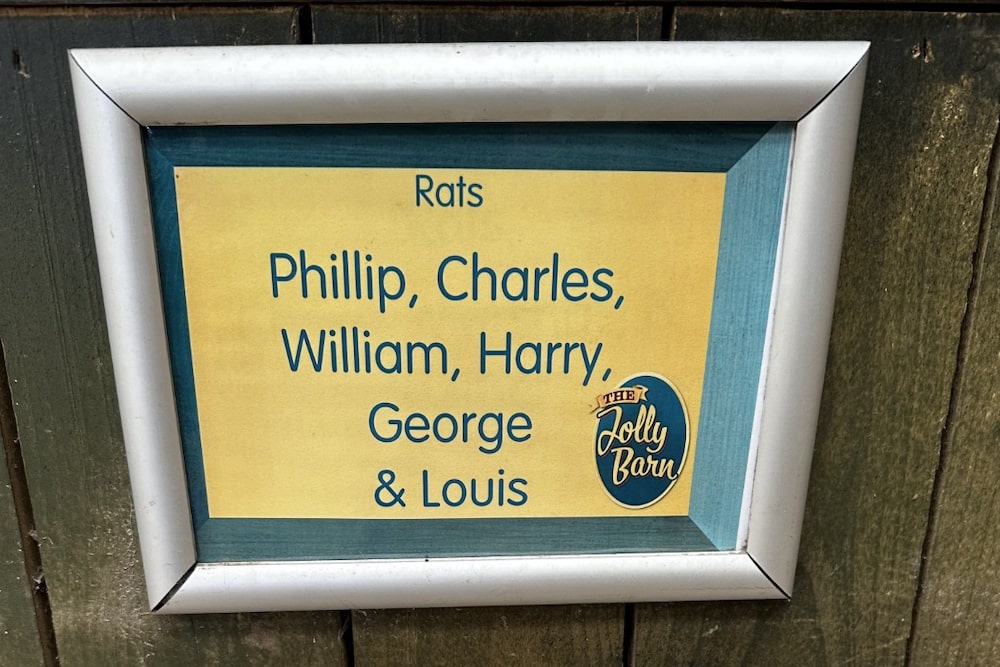 Rats
Phillip, Charles,
William, Harry,
George
& Louis
THE
Jolly
Barn